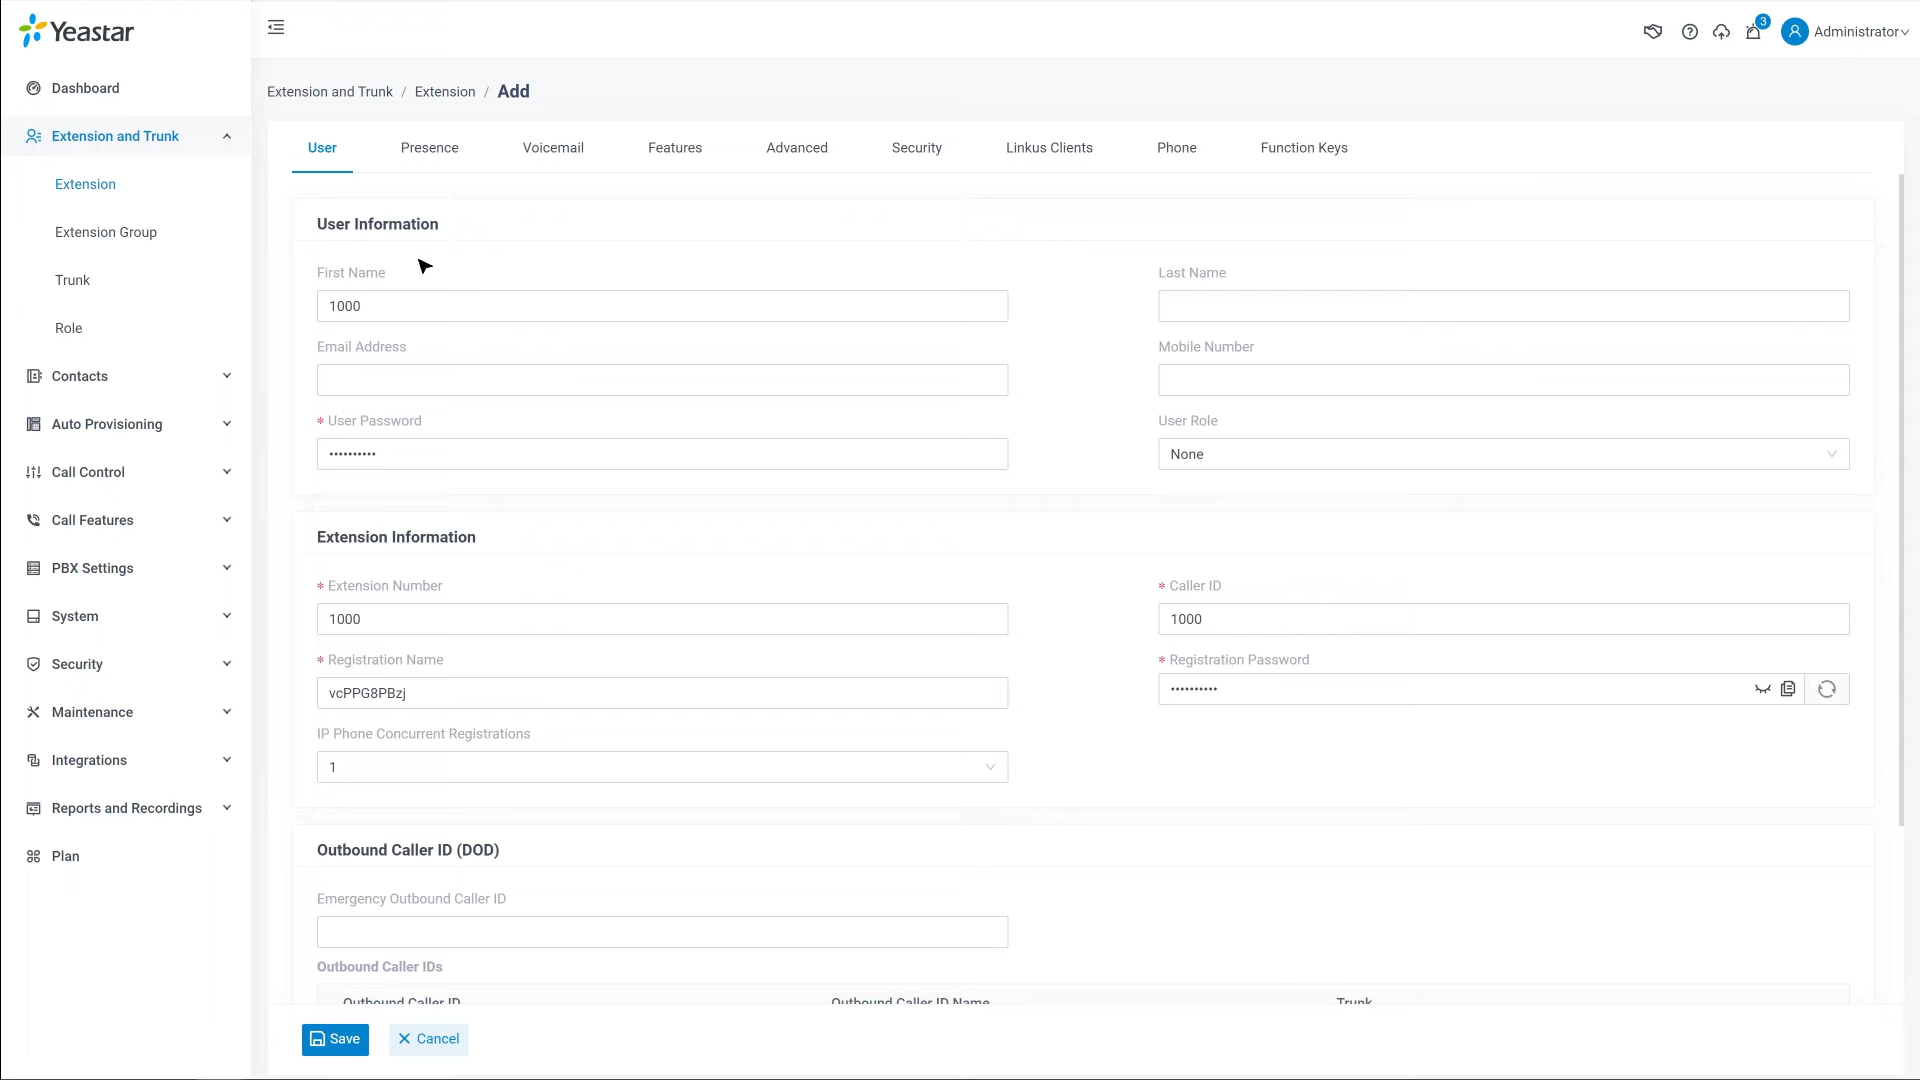 Yeastar
3
Administrator
Dashboard
Extension and Trunk
Extension
Extension Group
Trunk
Role
Contacts
Auto Provisioning
Call Control
Call Features
PBX Settings
System
Security
Maintenance
Integrations
Reports and Recordings
Plan
Extension and Trunk / Extension / Add
User Presence Voicemail Features Advanced Security Linkus Clients Phone Function Keys
User Information
First Name Last Name
1000
Email Address Mobile Number
* User Password User Role
•••••••••• None
Extension Information
* Extension Number * Caller ID
1000 1000
* Registration Name * Registration Password
vcPPG8PBzj ••••••••••
IP Phone Concurrent Registrations
1
Outbound Caller ID (DOD)
Emergency Outbound Caller ID
Outbound Caller IDs
Outbound Caller ID Outbound Caller ID Name Trunk
Save Cancel